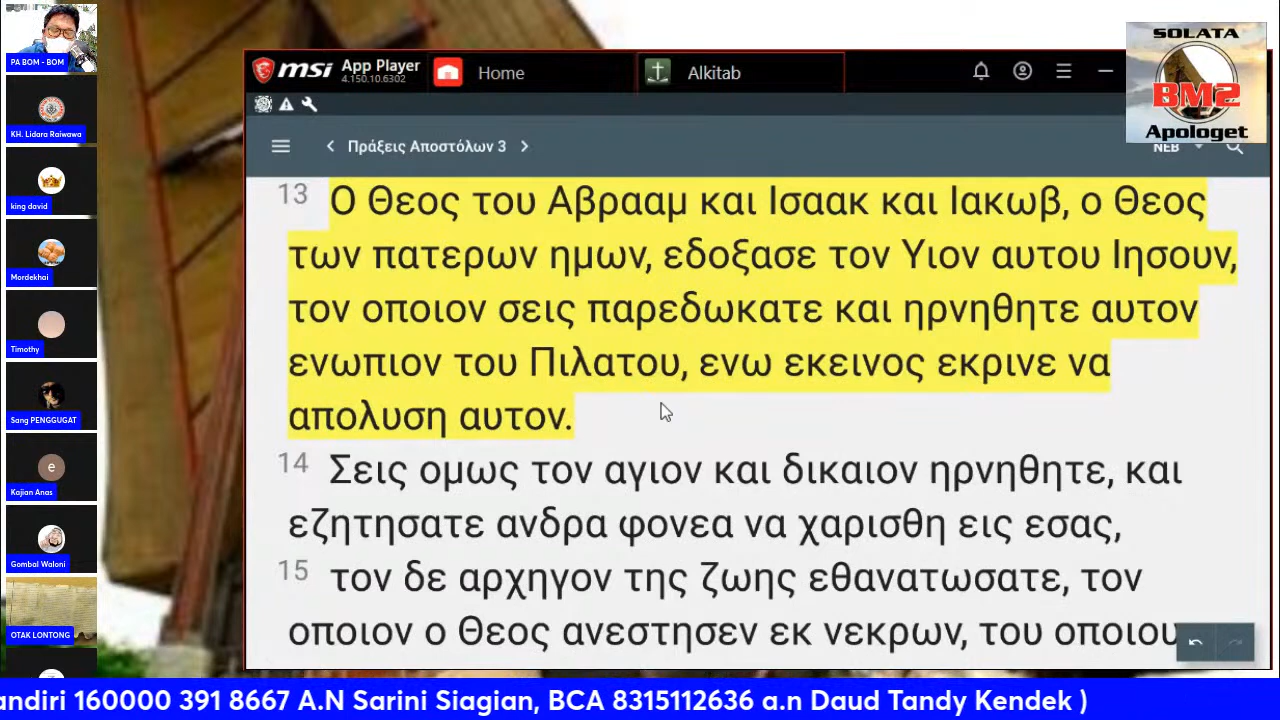 PA BOM - BOM
KH. Lidara Raiwawa
king david
Mordekhai
Timothy
Sang PENGGUGAT
e
Kajian Anas
Gombal Waloni
OTAK LONTONG
msi App Player
4.150.10.6302
Home
Alkitab
SOLATA
BM2
Apologet
Πράξεις Αποστόλων 3
NEB
13 Ο Θεος του Αβρααμ και Ισαακ και Ιακωβ, ο Θεος
των πατερων ημων, εδοξασε τον Υιον αυτου Ιησουν,
τον οποιον σεις παρεδωκατε και ηρνηθητε αυτον
ενωπιον του Πιλατου, ενω εκεινος εκρινε να
απολυση αυτον.
14 Σεις ομως τον αγιον και δικαιον ηρνηθητε, και
εζητησατε ανδρα φονεα να χαρισθη εις εσας,
15 τον δε αρχηγον της ζωης εθανατωσατε, τον
οποιον ο Θεος ανεστησεν εκ νεκρων, του οποιου
andiri 160000 391 8667 A.N Sarini Siagian, BCA 8315112636 a.n Daud Tandy Kendek )